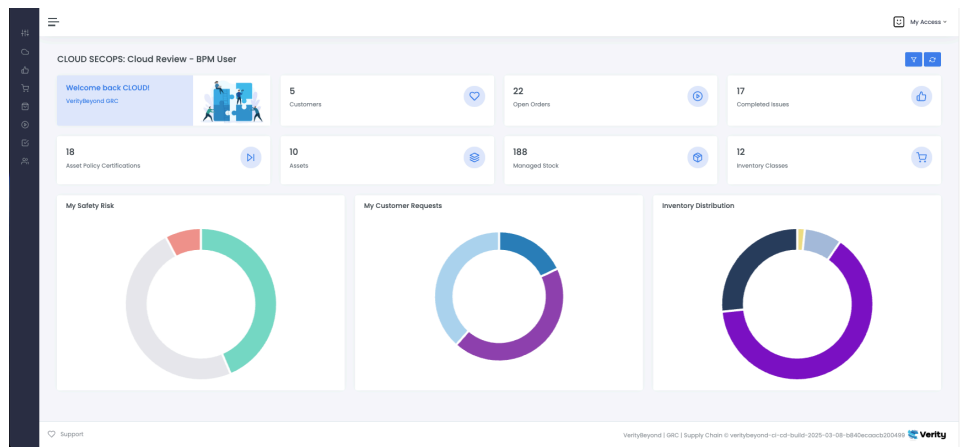 My Access
CLOUD SECOPS: Cloud Review - BPM User
Welcome back CLOUD!
VerityBeyond GRC
5
Customers
22
Open Orders
17
Completed Issues
18
Asset Policy Certifications
10
Assets
188
Managed Stock
12
Inventory Classes
My Safety Risk
My Customer Requests
Inventory Distribution
Support
VerityBeyond | GRC | Supply Chain © veritybeyond-ci-cd-build-2025-03-08-b840ecaacb200499 Verity